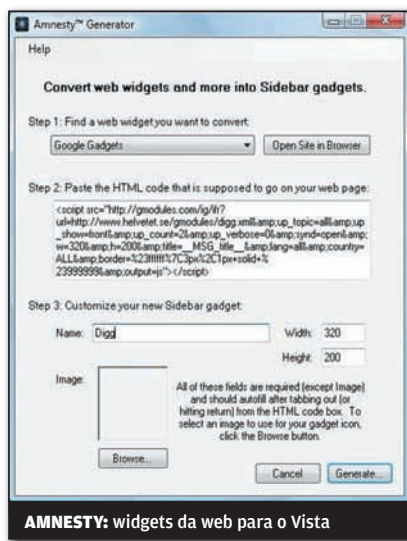 Amnesty™ Generator
Help
Convert web widgets and more into Sidebar gadgets.
Step 1: Find a web widget you want to convert:
Google Gadgets
Open Site in Browser
Step 2: Paste the HTML code that is supposed to go on your web page:
<script src="http://gmodules.com/ig/ifr?
url=http://www.helvetet.se/gmodules/digg.xml&amp;up_topic=all&amp;up
_show=front&amp;up_count=2&amp;up_verbose=0&amp;synd=open&amp;
w=320&amp;h=200&amp;title=__MSG_title__&amp;lang=all&amp;country=
ALL&amp;border=%23ffffff%7C3px%2C1px+solid+%
23999999&amp;output=js"></script>
Step 3: Customize your new Sidebar gadget:
Name: Digg
Width: 320
Height: 200
Image:
All of these fields are required (except Image)
and should autofill after tabbing out (or
hitting return) from the HTML code box. To
select an image to use for your gadget icon,
click the Browse button.
Browse...
Cancel
Generate...
AMNESTY: widgets da web para o Vista